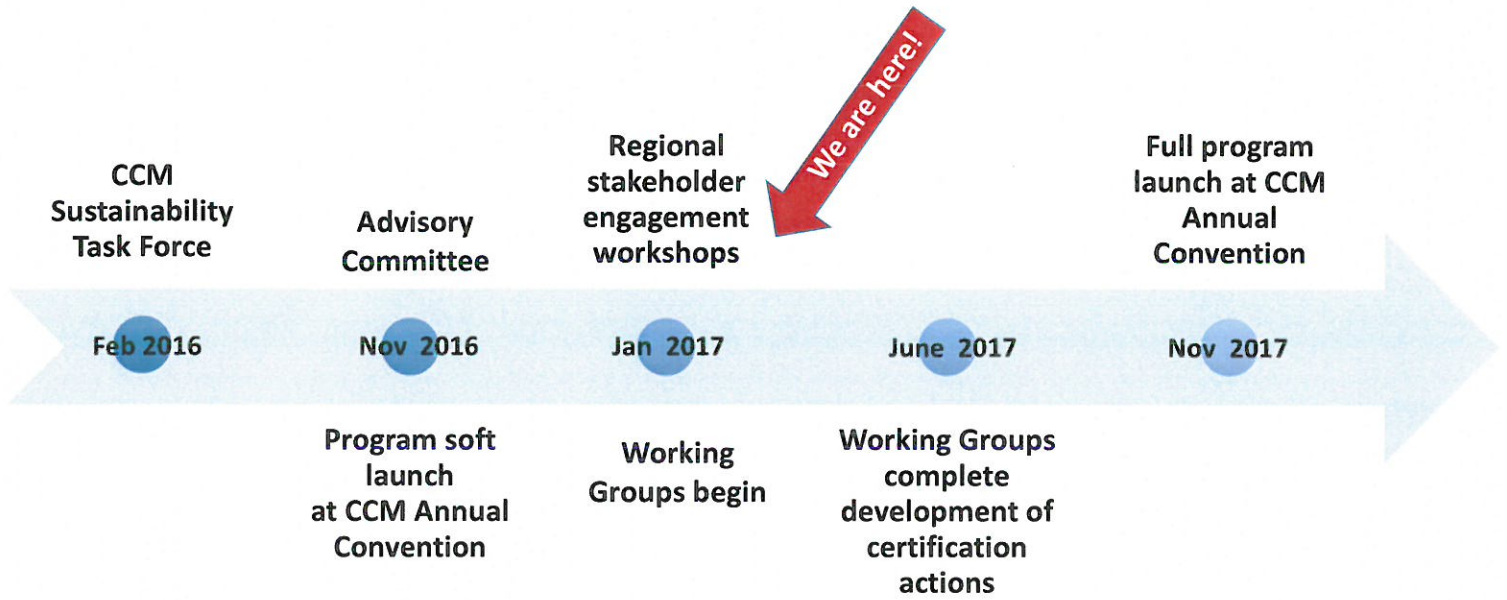 We are here!
CCM
Sustainability
Task Force
Advisory
Committee
Regional
stakeholder
engagement
workshops
Full program
launch at CCM
Annual
Convention
Feb 2016
Nov 2016
Jan 2017
June 2017
Nov 2017
Program soft
launch
at CCM Annual
Convention
Working
Groups begin
Working Groups
complete
development of
certification
actions